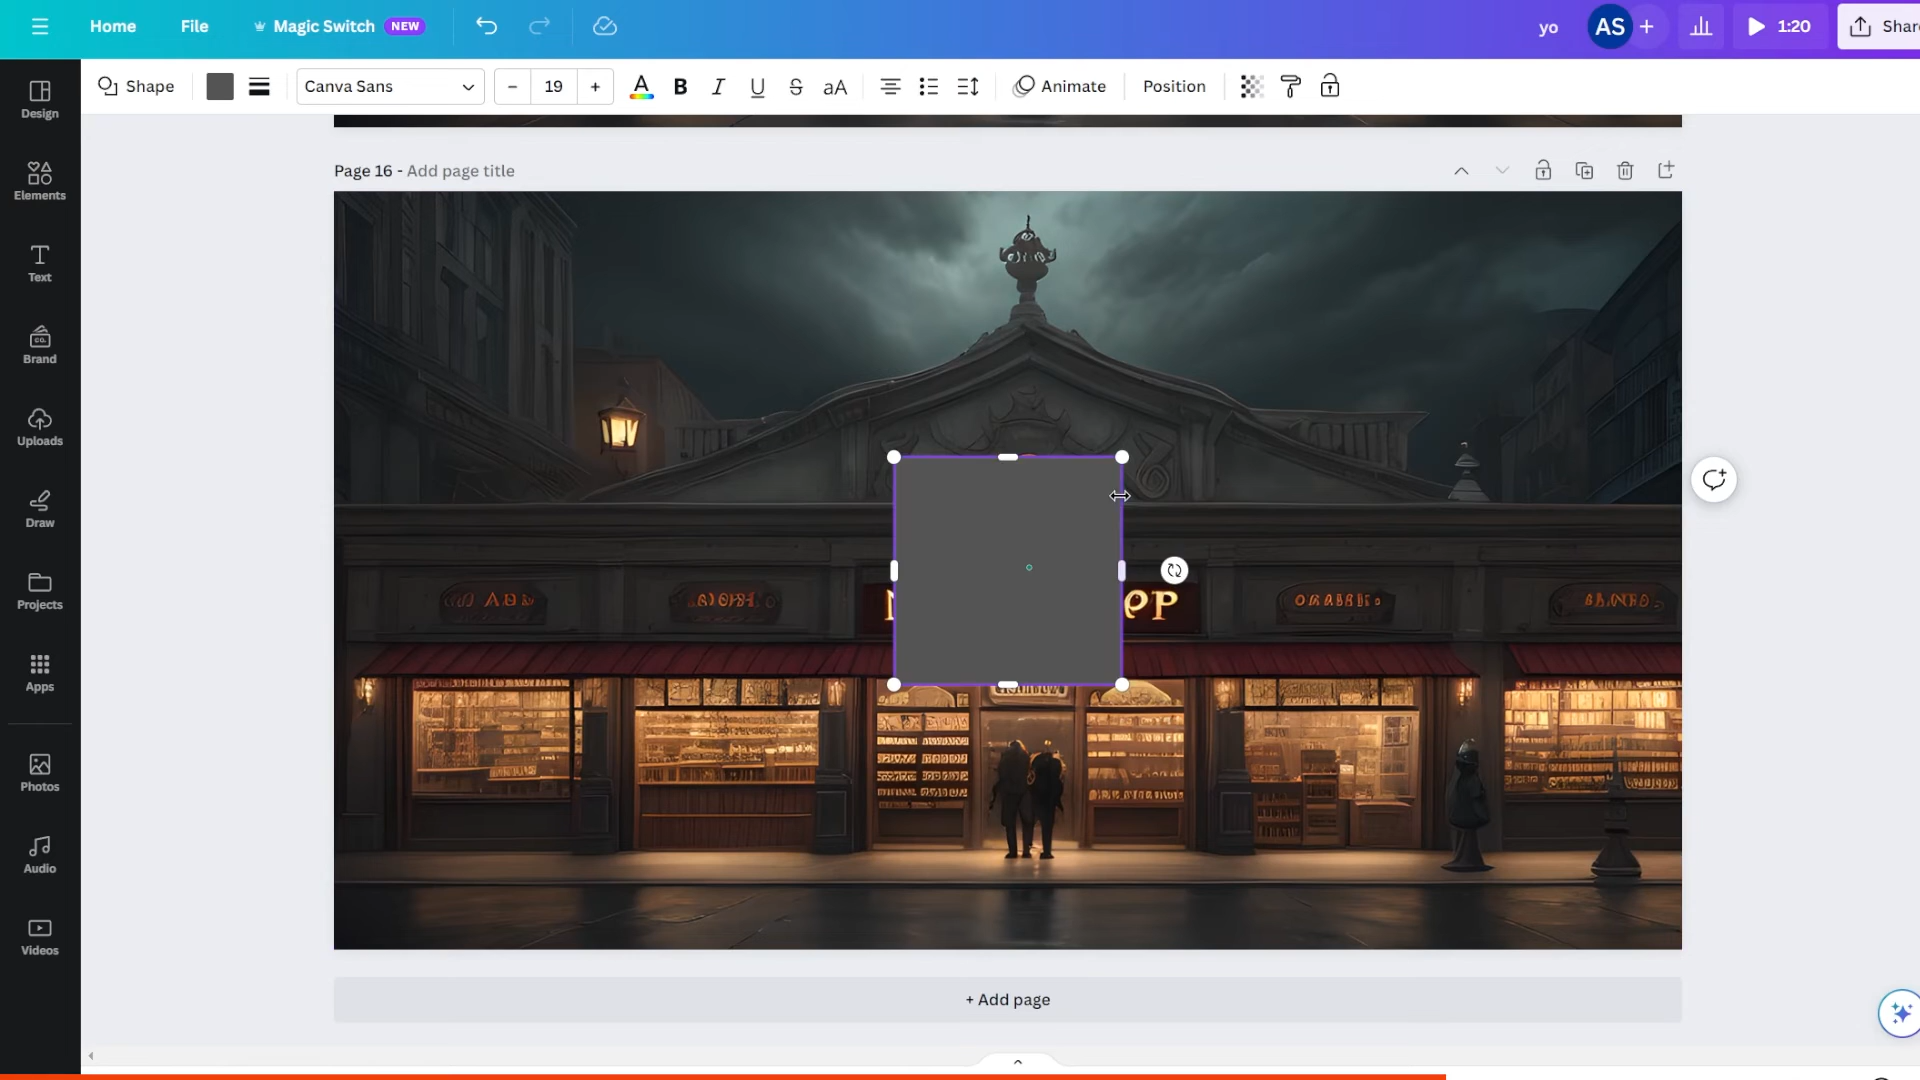 Home
File
Magic Switch NEW
yo
AS
1:20
Shape
Canva Sans
19
A
B
I
U
S
aA
Animate
Position
Design
Elements
Text
Brand
Uploads
Draw
Projects
Apps
Photos
Audio
Videos
Page 16 - Add page title
+ Add page